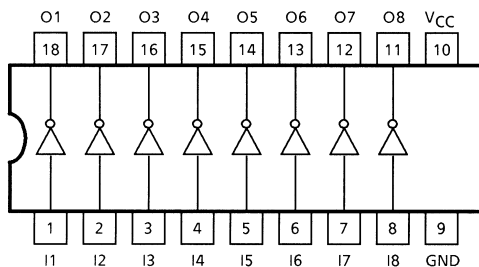 O1 O2 O3 O4 O5 O6 O7 O8 VCC
18 17 16 15 14 13 12 11 10
1 2 3 4 5 6 7 8 9
I1 I2 I3 I4 I5 I6 I7 I8 GND